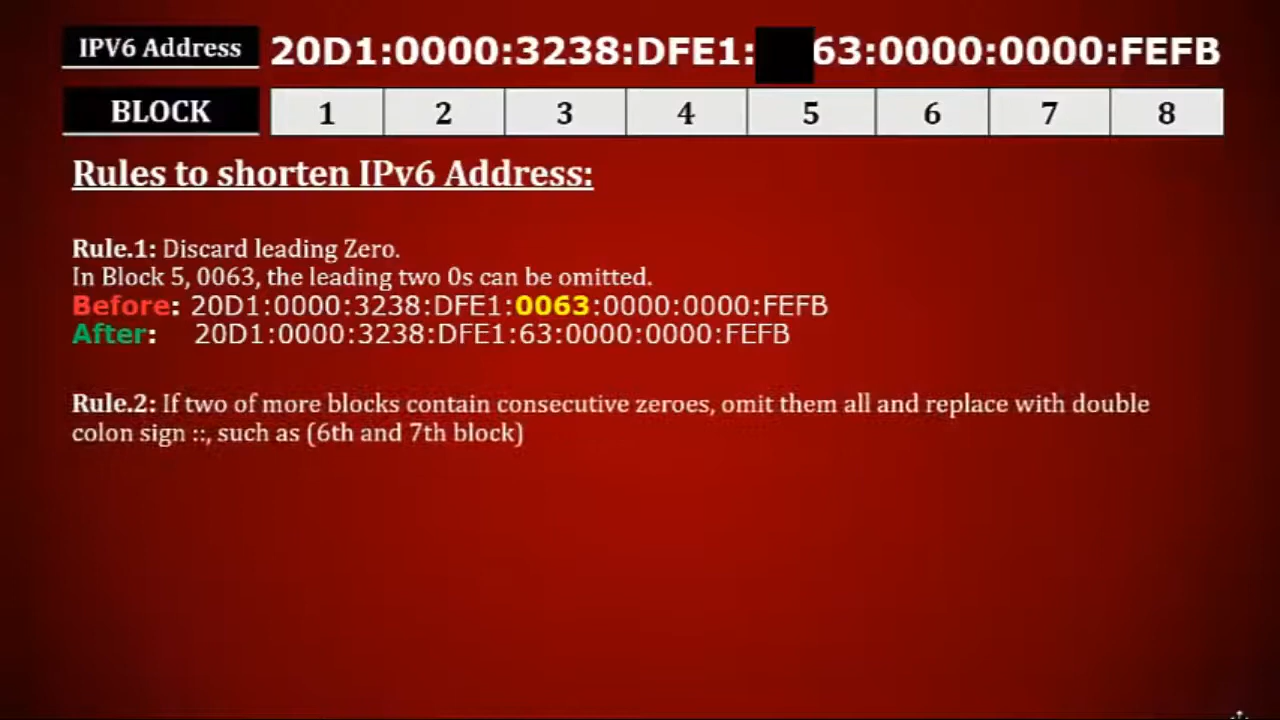 IPV6 Address 20D1:0000:3238:DFE1: 63:0000:0000:FEFB
BLOCK 1 2 3 4 5 6 7 8
Rules to shorten IPv6 Address:
Rule.1: Discard leading Zero.
In Block 5, 0063, the leading two 0s can be omitted.
Before: 20D1:0000:3238:DFE1:0063:0000:0000:FEFB
After: 20D1:0000:3238:DFE1:63:0000:0000:FEFB
Rule.2: If two of more blocks contain consecutive zeroes, omit them all and replace with double
colon sign ::, such as (6th and 7th block)